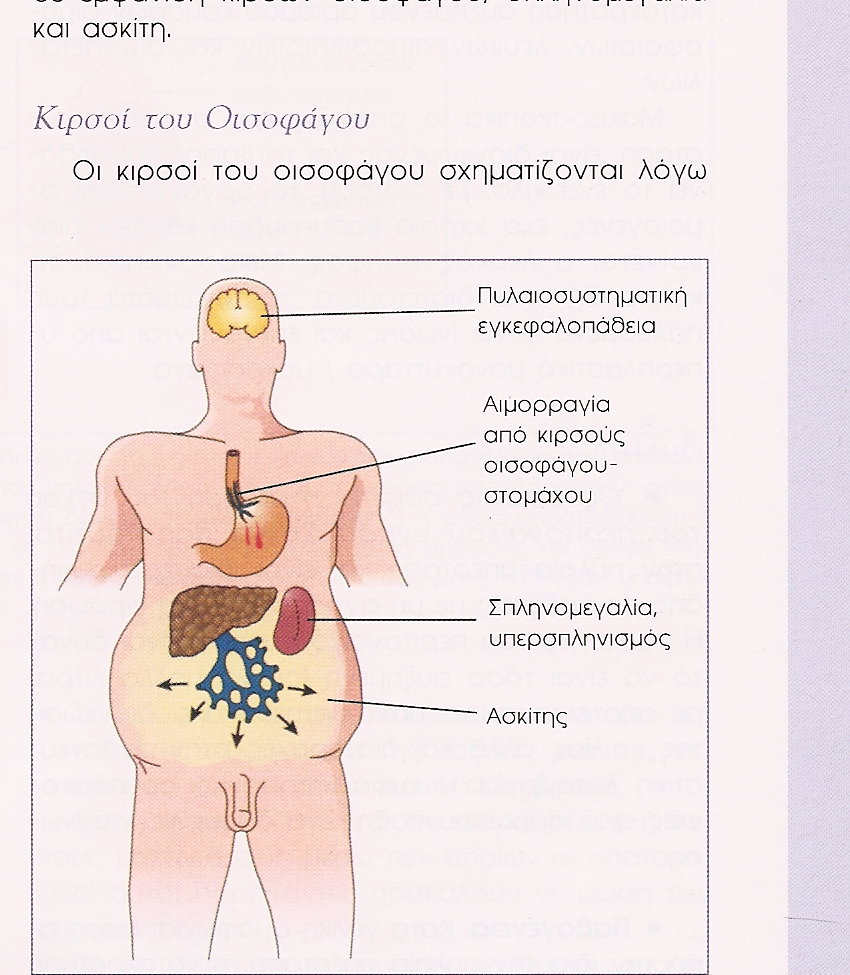 και ασκίτη.
Κιρσοί του Οισοφάγου
Οι κιρσοί του οισοφάγου σχηματίζονται λόγω
Πυλαιοσυστηματική
εγκεφαλοπάθεια
Αιμορραγία
από κιρσούς
οισοφάγου-
στομάχου
Σπληνομεγαλία,
υπερσπληνισμός
Ασκίτης